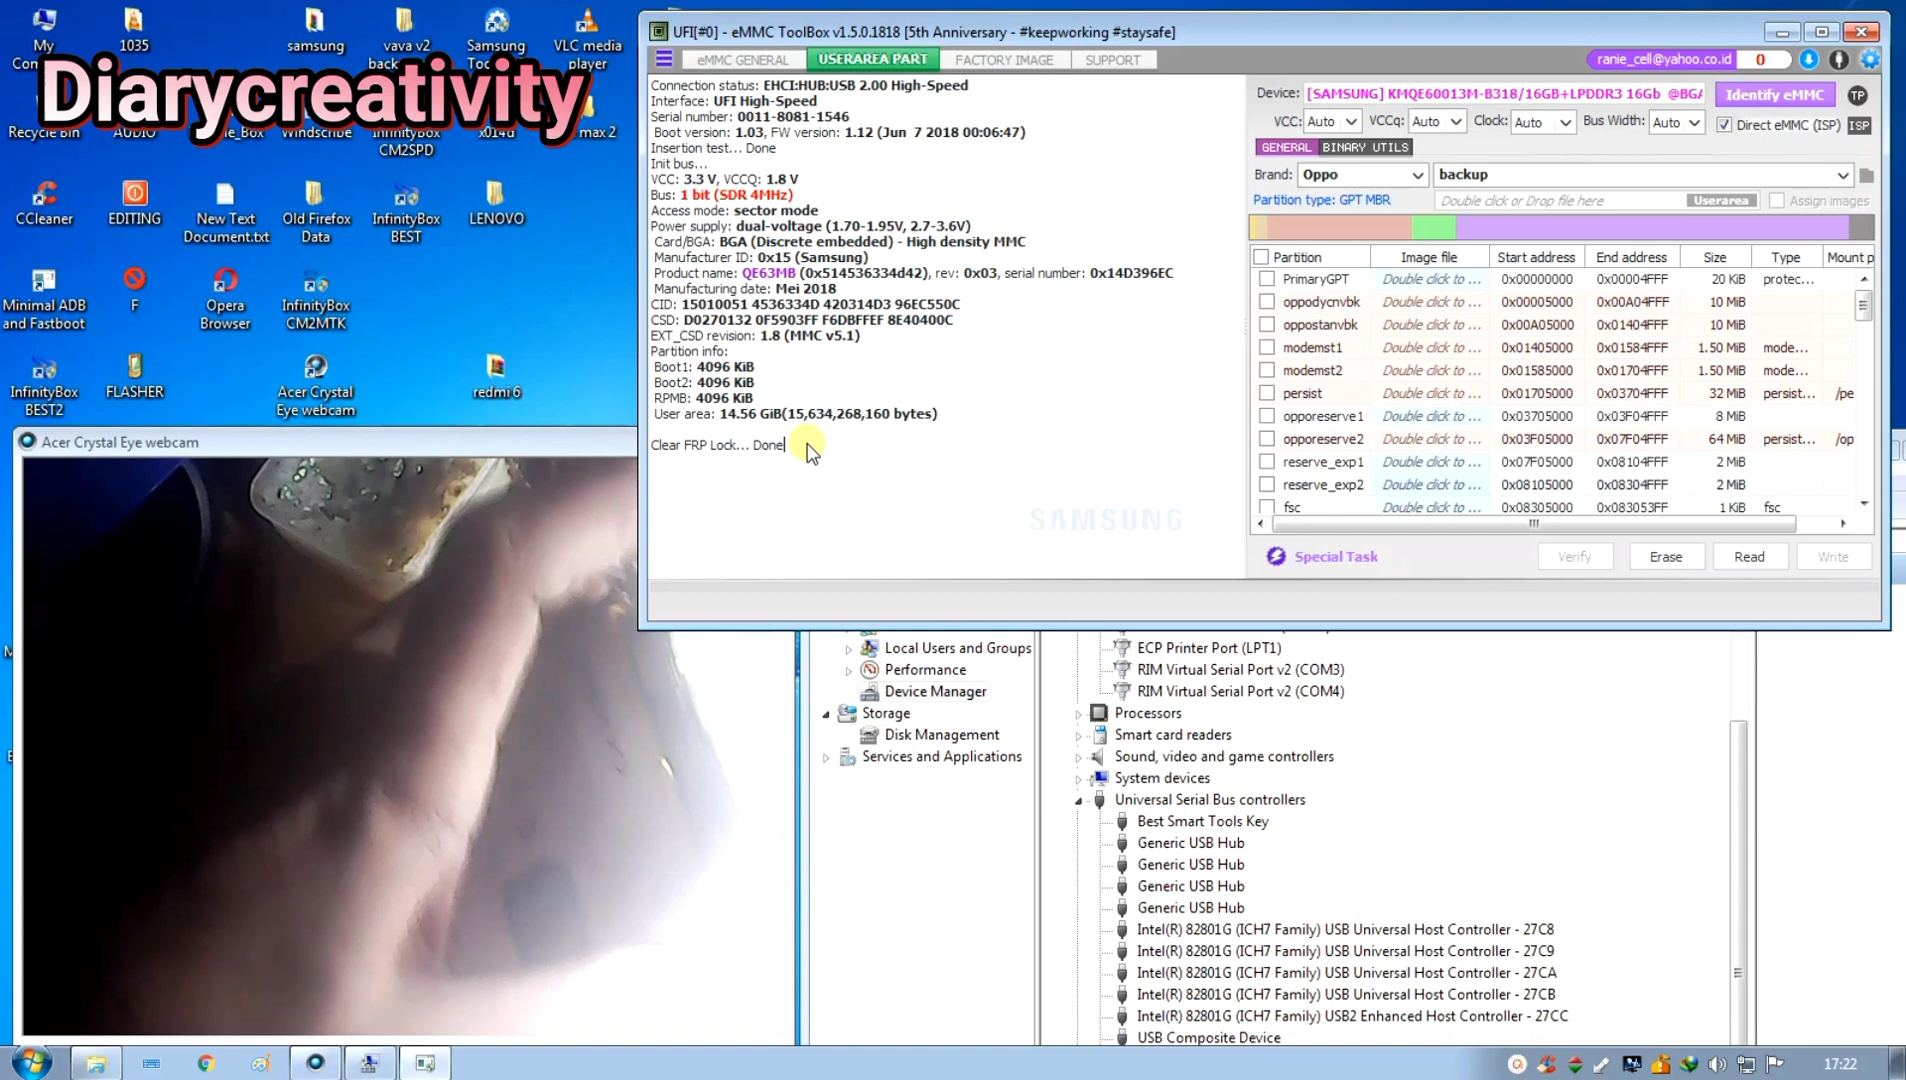 My
1035
samsung
vava v2
Samsung
VLC media
player
Diarycreativity
Recycle Bin
AUDIO
Windschse
InfinityBox
CM2SPD
x014d
max 2
CCleaner
EDITING
New Text
Document.txt
Old Firefox
Data
InfinityBox
BEST
LENOVO
Minimal ADB
and Fastboot
F
Opera
Browser
InfinityBox
CM2MTK
InfinityBox
BEST2
FLASHER
Acer Crystal
Eye webcam
redmi 6
Acer Crystal Eye webcam
UFI[#0] - eMMC ToolBox v1.5.0.1818 [5th Anniversary - #keepworking #staysafe]
eMMC GENERAL
USERAREA PART
FACTORY IMAGE
SUPPORT
ranie_cell@yahoo.co.id
0
Connection status: EHCI:HUB:USB 2.00 High-Speed
Interface: UFI High-Speed
Serial number: 0011-8081-1546
Boot version: 1.03, FW version: 1.12 (Jun 7 2018 00:06:47)
Insertion test... Done
Init bus...
VCC: 3.3 V, VCCQ: 1.8 V
Bus: 1 bit (SDR 4MHz)
Access mode: sector mode
Power supply: dual-voltage (1.70-1.95V, 2.7-3.6V)
Card/BGA: BGA (Discrete embedded) - High density MMC
Manufacturer ID: 0x15 (Samsung)
Product name: QE63MB (0x514536334d42), rev: 0x03, serial number: 0x14D396EC
Manufacturing date: Mei 2018
CID: 15010051 4536334D 420314D3 96EC550C
CSD: D0270132 0F5903FF F6DBFFEF 8E40400C
EXT_CSD revision: 1.8 (MMC v5.1)
Partition info:
Boot1: 4096 KiB
Boot2: 4096 KiB
RPMB: 4096 KiB
User area: 14.56 GiB(15,634,268,160 bytes)
Clear FRP Lock... Done
SAMSUNG
Device: [SAMSUNG] KMQE60013M-B318/16GB+LPDDR3 16Gb @BGA
Identify eMMC
TP
VCC: Auto VCCq: Auto Clock: Auto Bus Width: Auto Direct eMMC (ISP) ISP
GENERAL BINARY UTILS
Brand: Oppo backup
Partition type: GPT MBR Double click or Drop file here Userarea Assign images
Partition Image file Start address End address Size Type Mount p
PrimaryGPT Double click to ... 0x00000000 0x00004FFF 20 KiB protec...
oppodycnvbk Double click to ... 0x00005000 0x00A04FFF 10 MiB
oppostanvbk Double click to ... 0x00A05000 0x01404FFF 10 MiB
modemst1 Double click to ... 0x01405000 0x01584FFF 1.50 MiB mode...
modemst2 Double click to ... 0x01585000 0x01704FFF 1.50 MiB mode...
persist Double click to ... 0x01705000 0x03704FFF 32 MiB persist... /pe
opporeserve1 Double click to ... 0x03705000 0x03F04FFF 8 MiB
opporeserve2 Double click to ... 0x03F05000 0x07F04FFF 64 MiB persist... /op
reserve_exp1 Double click to ... 0x07F05000 0x08104FFF 2 MiB
reserve_exp2 Double click to ... 0x08105000 0x08304FFF 2 MiB
fsc Double click to ... 0x08305000 0x083053FF 1 KiB fsc
Special Task
Verify
Erase
Read
Write
Local Users and Groups
Performance
Device Manager
Storage
Disk Management
Services and Applications
ECP Printer Port (LPT1)
RIM Virtual Serial Port v2 (COM3)
RIM Virtual Serial Port v2 (COM4)
Processors
Smart card readers
Sound, video and game controllers
System devices
Universal Serial Bus controllers
Best Smart Tools Key
Generic USB Hub
Generic USB Hub
Generic USB Hub
Generic USB Hub
Intel(R) 82801G (ICH7 Family) USB Universal Host Controller - 27C8
Intel(R) 82801G (ICH7 Family) USB Universal Host Controller - 27C9
Intel(R) 82801G (ICH7 Family) USB Universal Host Controller - 27CA
Intel(R) 82801G (ICH7 Family) USB Universal Host Controller - 27CB
Intel(R) 82801G (ICH7 Family) USB2 Enhanced Host Controller - 27CC
USB Composite Device
17:22